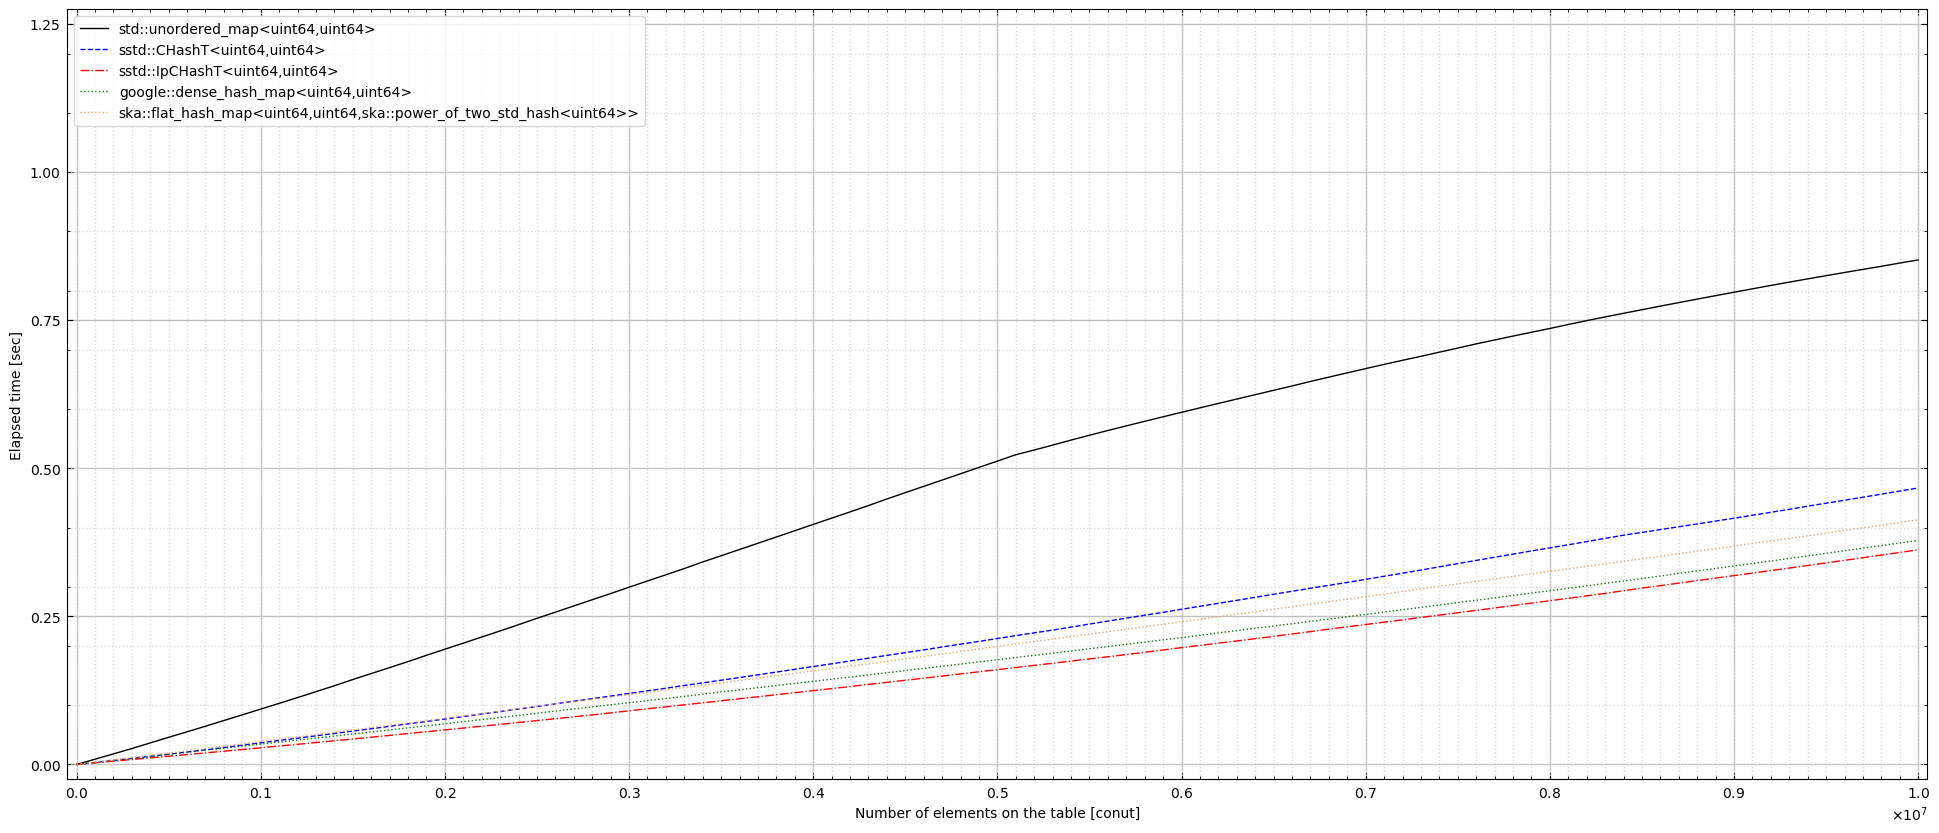 std::unordered_map<uint64,uint64>
sstd::CHashT<uint64,uint64>
sstd::IpCHashT<uint64,uint64>
google::dense_hash_map<uint64,uint64>
ska::flat_hash_map<uint64,uint64,ska::power_of_two_std_hash<uint64>>
1.25
1.00
0.75
0.50
0.25
0.00
Elapsed time [sec]
0.0 0.1 0.2 0.3 0.4 0.5 0.6 0.7 0.8 0.9 1.0
Number of elements on the table [conut]
×10⁷